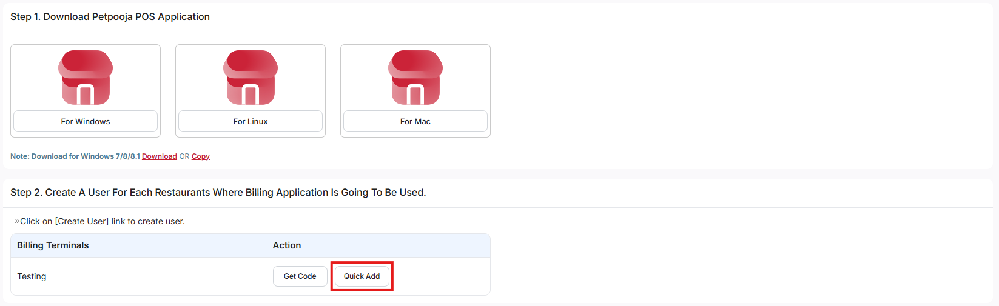 Step 1. Download Petpooja POS Application
For Windows
For Linux
For Mac
Note: Download for Windows 7/8/8.1 Download OR Copy
Step 2. Create A User For Each Restaurants Where Billing Application Is Going To Be Used.
»Click on [Create User] link to create user.
Billing Terminals Action
Testing Get Code Quick Add